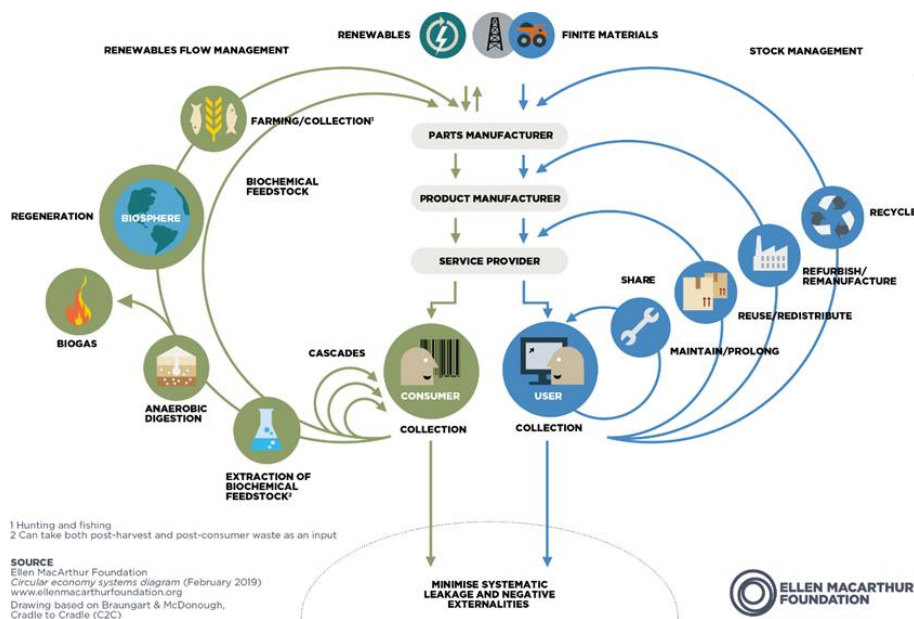 RENEWABLES
FINITE MATERIALS
RENEWABLES FLOW MANAGEMENT
STOCK MANAGEMENT
FARMING/COLLECTION¹
PARTS MANUFACTURER
BIOCHEMICAL
FEEDSTOCK
PRODUCT MANUFACTURER
REGENERATION
BIOSPHERE
RECYCLE
SERVICE PROVIDER
SHARE
REFURBISH/
REMANUFACTURE
REUSE/REDISTRIBUTE
BIOGAS
CASCADES
MAINTAIN/PROLONG
CONSUMER
USER
ANAEROBIC
DIGESTION
COLLECTION
COLLECTION
EXTRACTION OF
BIOCHEMICAL
FEEDSTOCK²
1 Hunting and fishing
2 Can take both post-harvest and post-consumer waste as an input
SOURCE
Ellen MacArthur Foundation
Circular economy systems diagram (February 2019)
www.ellenmacarthurfoundation.org
Drawing based on Braungart & McDonough,
Cradle to Cradle (C2C)
MINIMISE SYSTEMATIC
LEAKAGE AND NEGATIVE
EXTERNALITIES
ELLEN MACARTHUR
FOUNDATION